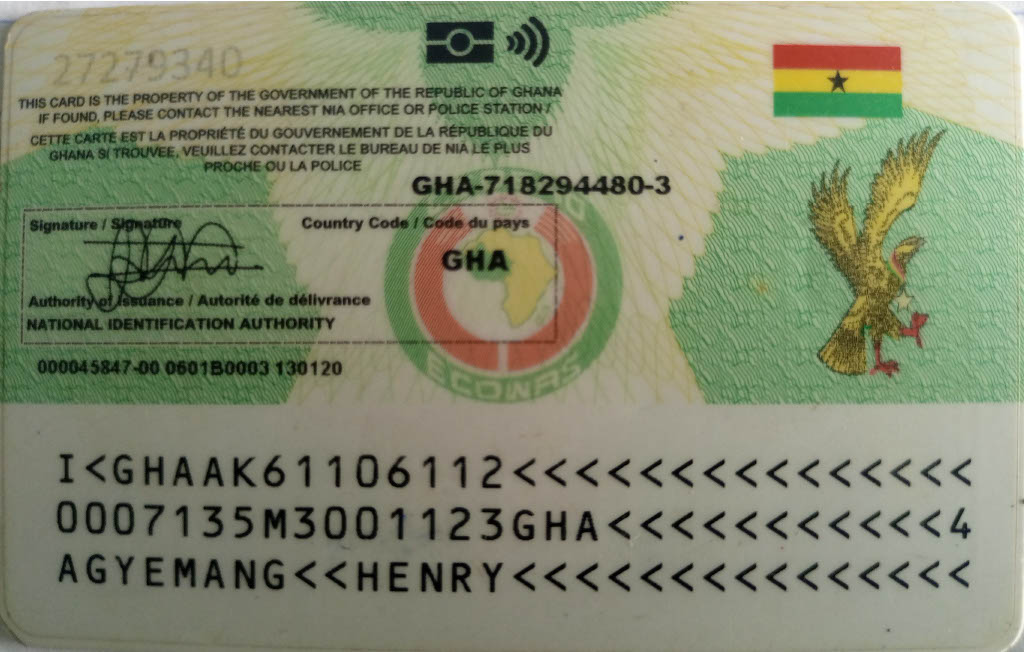 27279340
THIS CARD IS THE PROPERTY OF THE GOVERNMENT OF THE REPUBLIC OF GHANA
IF FOUND, PLEASE CONTACT THE NEAREST NIA OFFICE OR POLICE STATION /
CETTE CARTE EST LA PROPRIÉTÉ DU GOUVERNEMENT DE LA RÉPUBLIQUE DU
GHANA SI TROUVEE, VEUILLEZ CONTACTER LE BUREAU DE NIA LE PLUS
PROCHE OU LA POLICE
GHA-718294480-3
Signature / Signature
Country Code / Code du pays
GHA
Authority of Issuance / Autorité de délivrance
NATIONAL IDENTIFICATION AUTHORITY
000045847-00 0601B0003 130120
ECOWAS
I<GHAAK61106112<<<<<<<<<<<<<<<
0007135M3001123GHA<<<<<<<<<<<4
AGYEMANG<<HENRY<<<<<<<<<<<<<<<